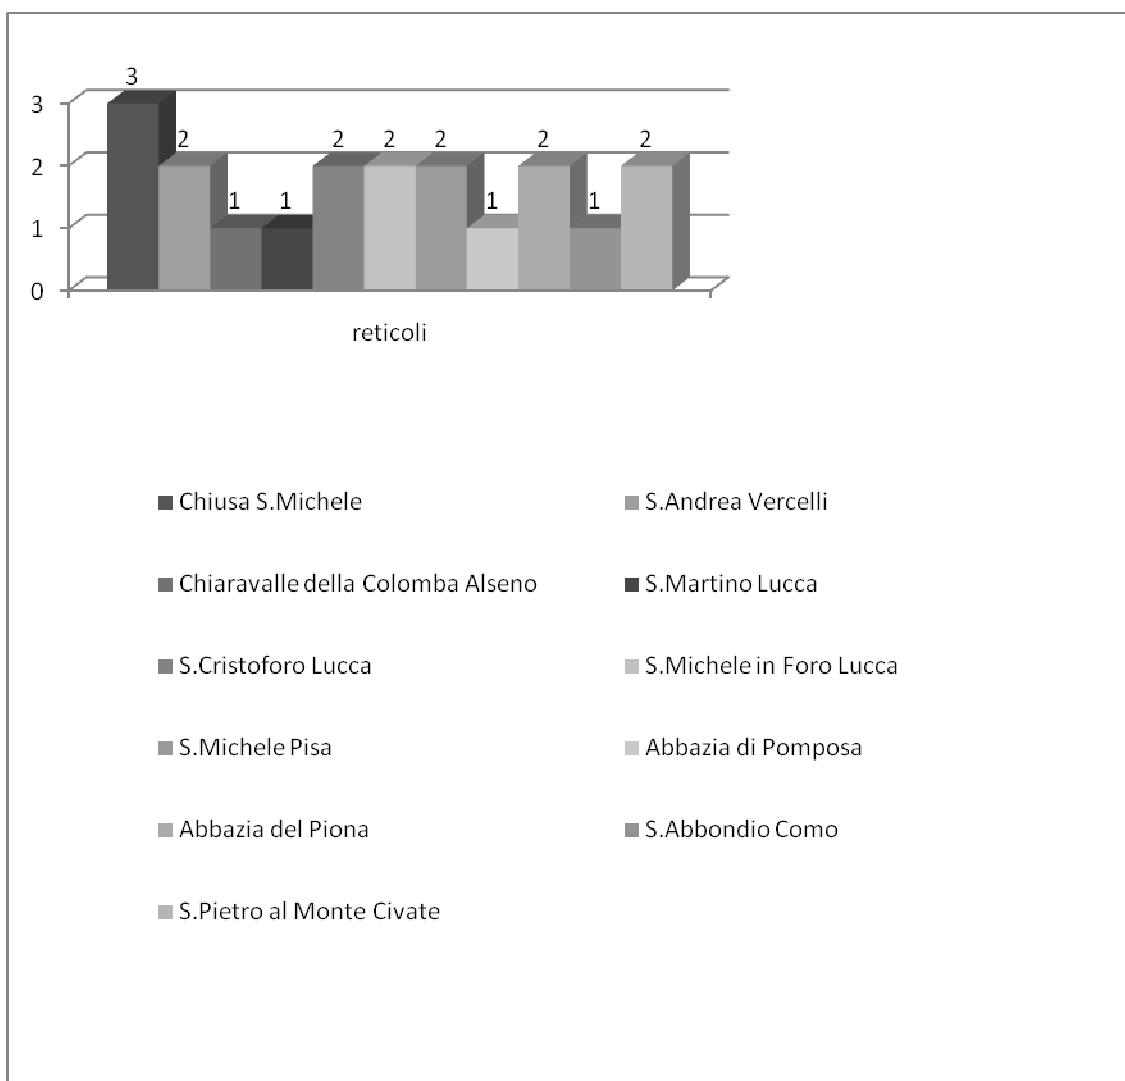 3
3 2 2 2 2 2 2 2
2 1 1 1 1
1
0
reticoli
Chiusa S.Michele S.Andrea Vercelli
Chiaravalle della Colomba Alseno S.Martino Lucca
S.Cristoforo Lucca S.Michele in Foro Lucca
S.Michele Pisa Abbazia di Pomposa
Abbazia del Piona S.Abbondio Como
S.Pietro al Monte Civate